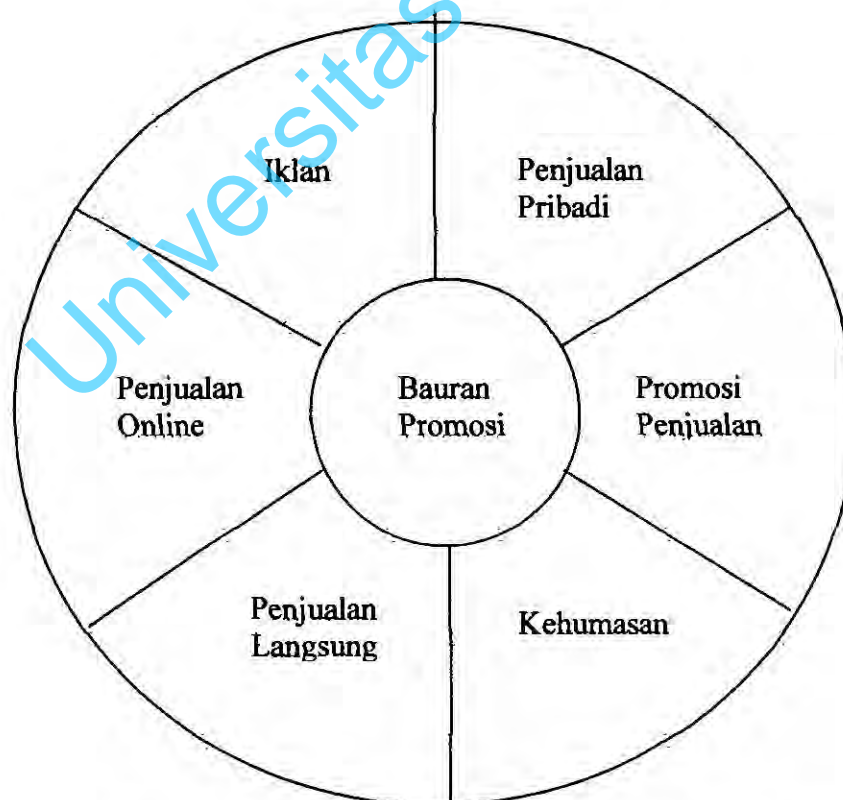 Universitas
Iklan
Penjualan
Pribadi
Penjualan
Online
Bauran
Promosi
Promosi
Penjualan
Penjualan
Langsung
Kehumasan